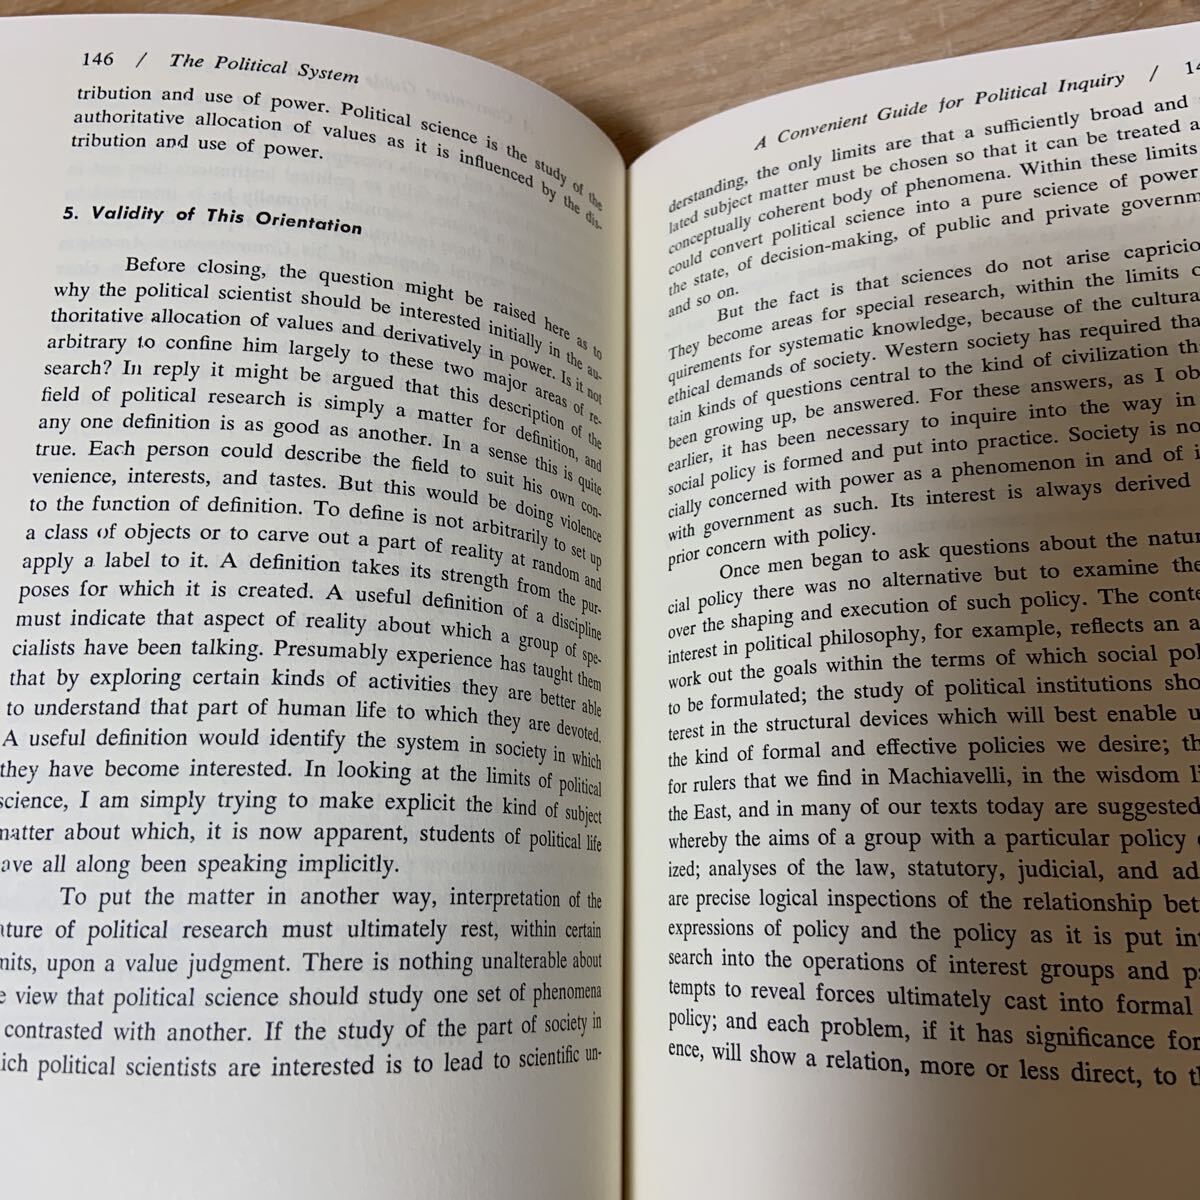 146 / The Political System
tribution and use of power. Political science is the study of the
authoritative allocation of values as it is influenced by the dis-
tribution and use of power.
5. Validity of This Orientation
Before closing, the question might be raised here as to
why the political scientist should be interested initially in the au-
thoritative allocation of values and derivatively in power. Is it not
arbitrary to confine him largely to these two major areas of re-
search? In reply it might be argued that this description of the
field of political research is simply a matter for definition, and
any one definition is as good as another. In a sense this is quite
true. Each person could describe the field to suit his own con-
venience, interests, and tastes. But this would be doing violence
to the function of definition. To define is not arbitrarily to set up
a class of objects or to carve out a part of reality at random and
apply a label to it. A definition takes its strength from the pur-
poses for which it is created. A useful definition of a discipline
must indicate that aspect of reality about which a group of spe-
cialists have been talking. Presumably experience has taught them
that by exploring certain kinds of activities they are better able
to understand that part of human life to which they are devoted.
A useful definition would identify the system in society in which
they have become interested. In looking at the limits of political
science, I am simply trying to make explicit the kind of subject
matter about which, it is now apparent, students of political life
ave all along been speaking implicitly.
To put the matter in another way, interpretation of the
ture of political research must ultimately rest, within certain
mits, upon a value judgment. There is nothing unalterable about
e view that political science should study one set of phenomena
contrasted with another. If the study of the part of society in
ich political scientists are interested is to lead to scientific un-
A Convenient Guide for Political Inquiry / 14
derstanding, the only limits are that a sufficiently broad and
lated subject matter must be chosen so that it can be treated a
conceptually coherent body of phenomena. Within these limits
could convert political science into a pure science of power
the state, of decision-making, of public and private governm
and so on.
But the fact is that sciences do not arise capricio
They become areas for special research, within the limits o
quirements for systematic knowledge, because of the cultura
ethical demands of society. Western society has required tha
tain kinds of questions central to the kind of civilization th
been growing up, be answered. For these answers, as I ob
earlier, it has been necessary to inquire into the way in
social policy is formed and put into practice. Society is no
cially concerned with power as a phenomenon in and of i
with government as such. Its interest is always derived
prior concern with policy.
Once men began to ask questions about the natur
cial policy there was no alternative but to examine the
over the shaping and execution of such policy. The conte
interest in political philosophy, for example, reflects an a
work out the goals within the terms of which social pol
to be formulated; the study of political institutions sho
terest in the structural devices which will best enable u
the kind of formal and effective policies we desire; th
for rulers that we find in Machiavelli, in the wisdom li
the East, and in many of our texts today are suggested
whereby the aims of a group with a particular policy
ized; analyses of the law, statutory, judicial, and ad
are precise logical inspections of the relationship bet
expressions of policy and the policy as it is put int
search into the operations of interest groups and p
tempts to reveal forces ultimately cast into formal
policy; and each problem, if it has significance for
ence, will show a relation, more or less direct, to th